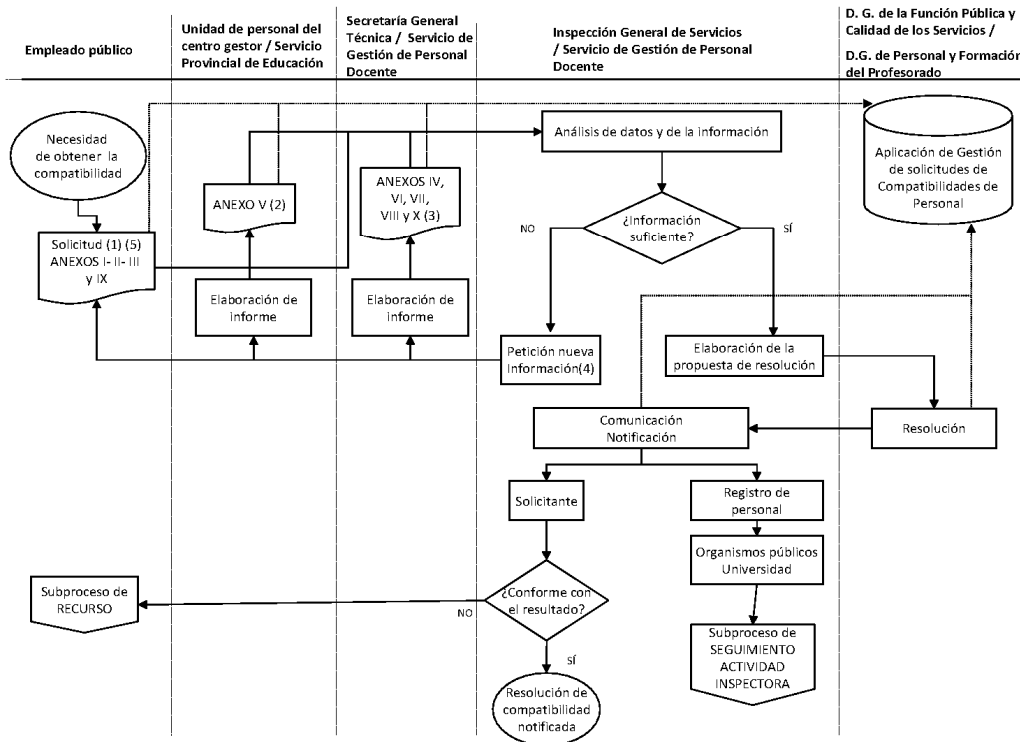 Empleado público
Unidad de personal del
centro gestor / Servicio
Provincial de Educación
Secretaría General
Técnica / Servicio de
Gestión de Personal
Docente
Inspección General de Servicios
/ Servicio de Gestión de Personal
Docente
D. G. de la Función Pública y
Calidad de los Servicios /
D.G. de Personal y Formación
del Profesorado
Necesidad
de obtener la
compatibilidad
Solicitud (1) (5)
ANEXOS I- II- III
y IX
ANEXO V (2)
Elaboración de
informe
ANEXOS IV,
VI, VII,
VIII y X (3)
Elaboración de
informe
Análisis de datos y de la información
¿Información
suficiente?
NO
SÍ
Petición nueva
Información(4)
Elaboración de la
propuesta de resolución
Aplicación de Gestión
de solicitudes de
Compatibilidades de
Personal
Resolución
Comunicación
Notificación
Solicitante
Registro de
personal
Organismos públicos
Universidad
¿Conforme con
el resultado?
NO
SÍ
Subproceso de
RECURSO
Subproceso de
SEGUIMIENTO
ACTIVIDAD
INSPECTORA
Resolución de
compatibilidad
notificada